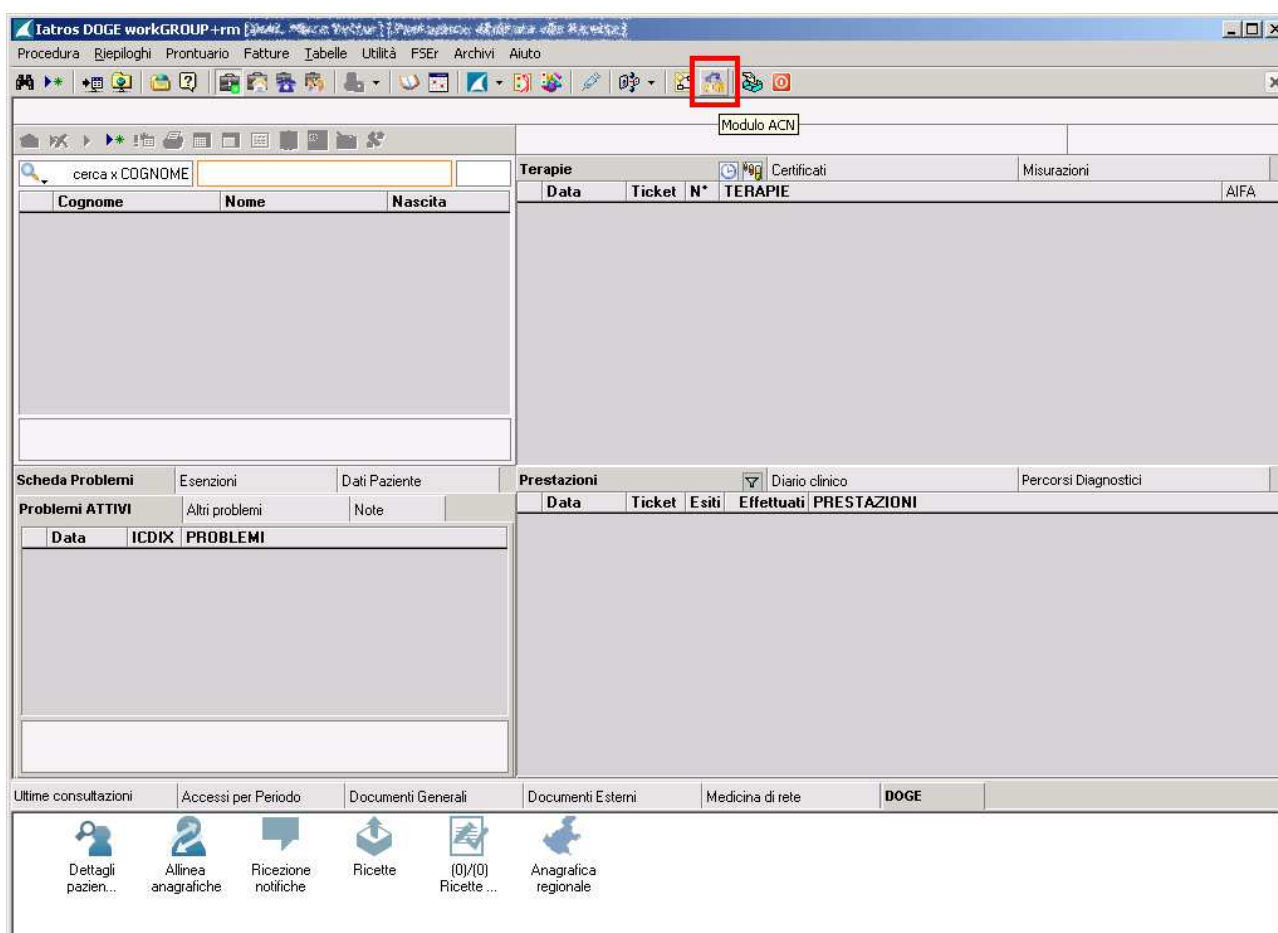 Iatros DOGE workGROUP+rm
Procedura Riepiloghi Prontuario Fatture Tabelle Utilità FSEr Archivi Aiuto
Modulo ACN
cerca x COGNOME
Cognome Nome Nascita
Terapie Certificati Misurazioni
Data Ticket N° TERAPIE AIFA
Scheda Problemi Esenzioni Dati Paziente
Problemi ATTIVI Altri problemi Note
Data ICDIX PROBLEMI
Prestazioni Diario clinico Percorsi Diagnostici
Data Ticket Esiti Effettuati PRESTAZIONI
Ultime consultazioni Accessi per Periodo Documenti Generali Documenti Esterni Medicina di rete DOGE
Dettagli pazien...
Allinea anagrafiche
Ricezione notifiche
Ricette
(0)/(0) Ricette ...
Anagrafica regionale